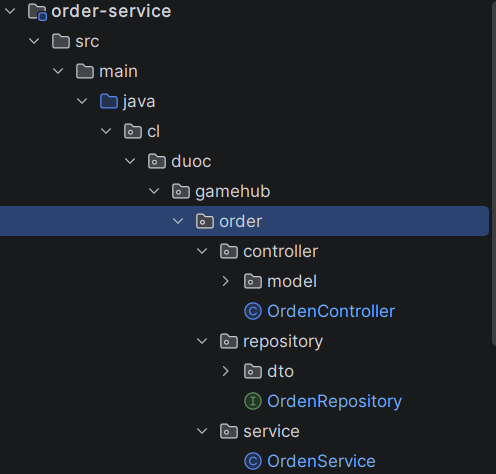 order-service
src
main
java
cl
duoc
gamehub
order
controller
model
OrdenController
repository
dto
OrdenRepository
service
OrdenService